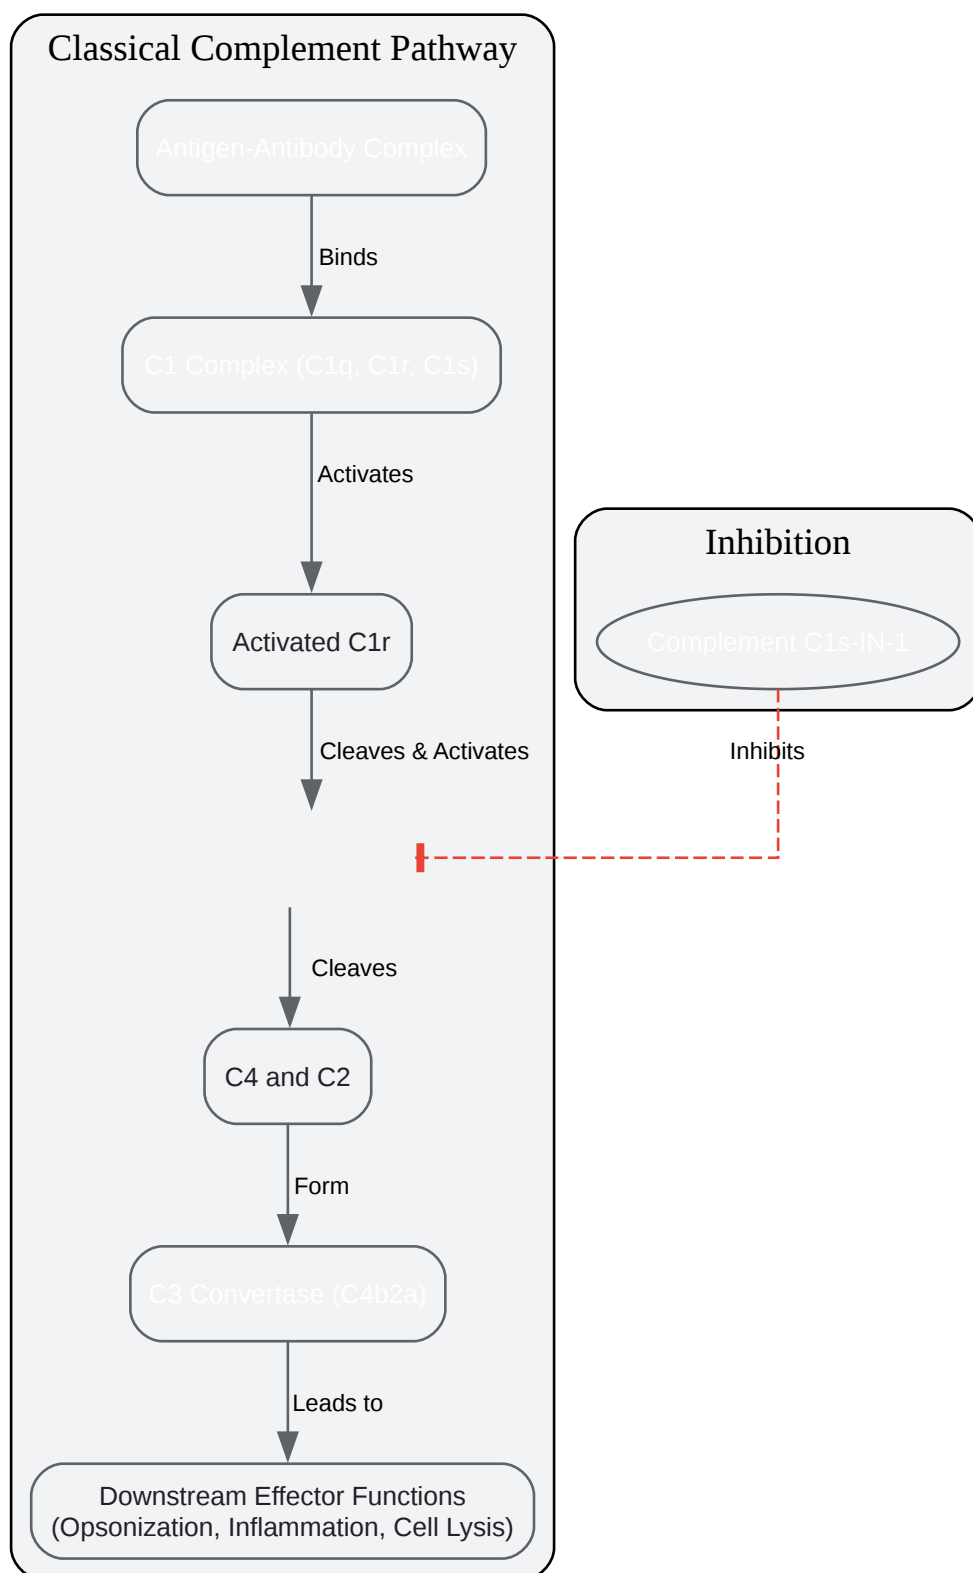 Classical Complement Pathway
Antigen-Antibody Complex
Binds
C1 Complex (C1q, C1r, C1s)
Activates
Activated C1r
Cleaves & Activates
Cleaves
C4 and C2
Form
C3 Convertase (C4b2a)
Leads to
Downstream Effector Functions
(Opsonization, Inflammation, Cell Lysis)
Inhibition
Complement C1s-IN-1
Inhibits